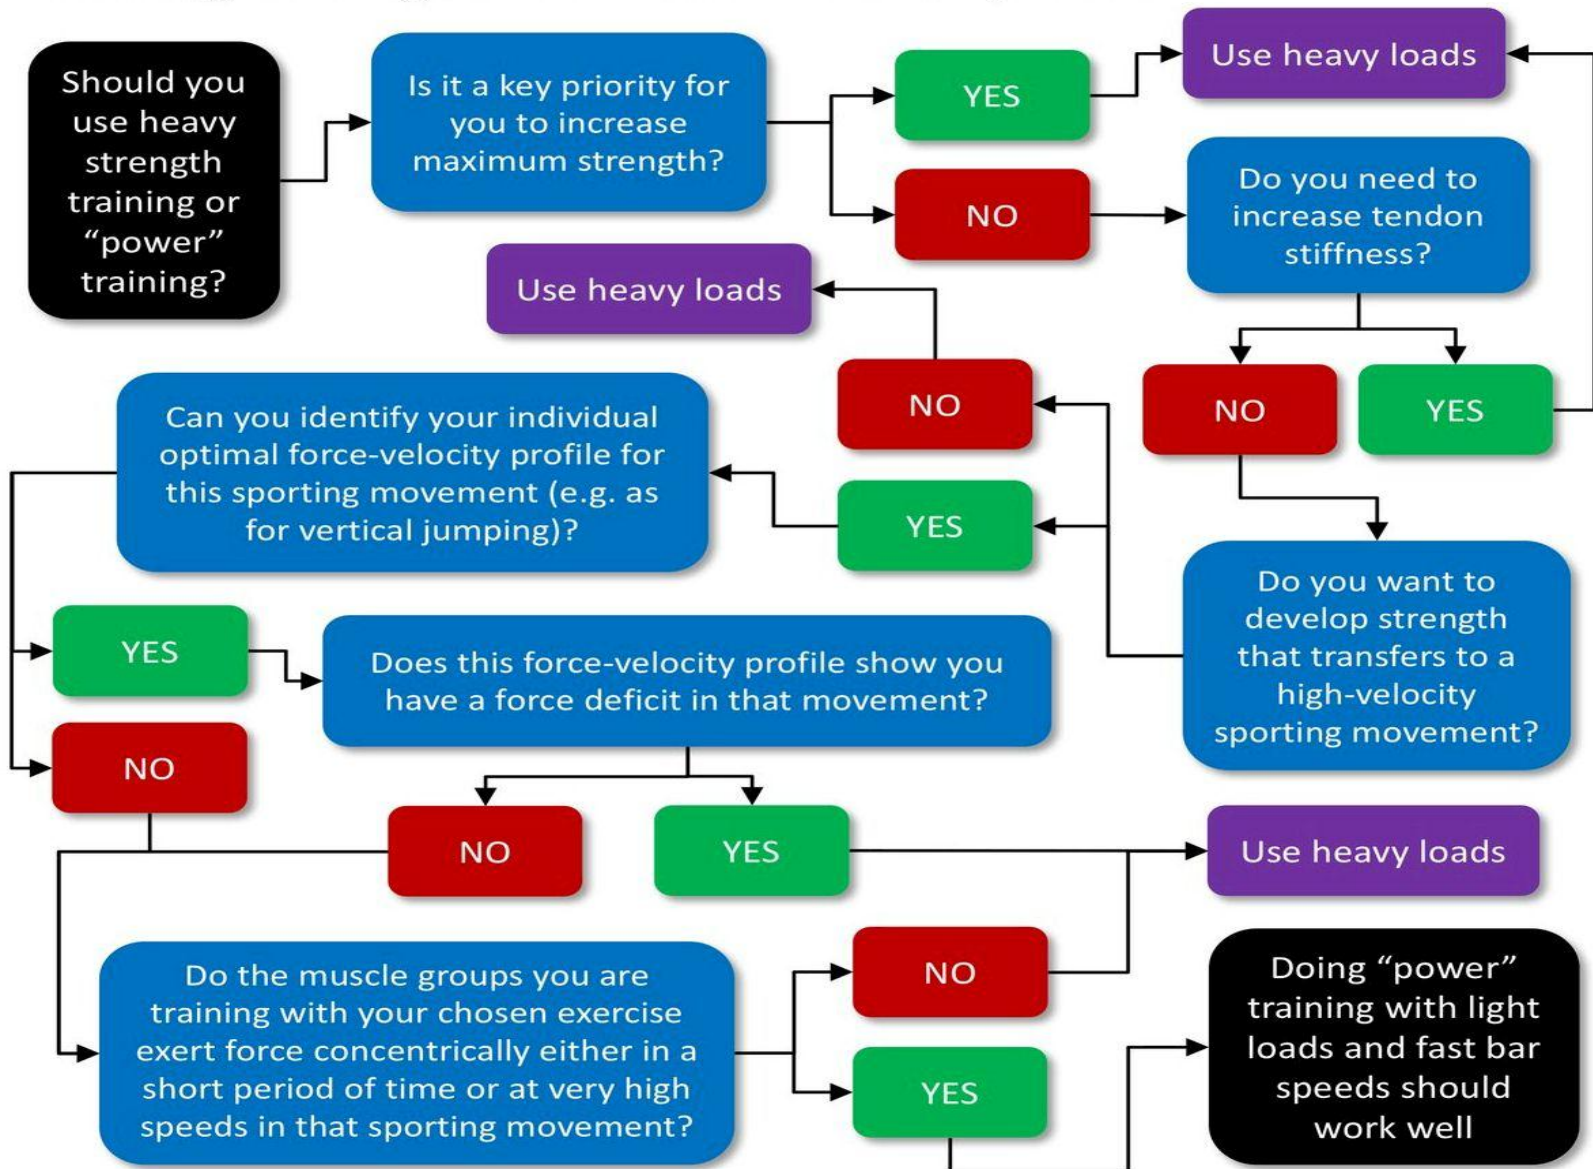 Should you
use heavy
strength
training or
“power”
training?
Is it a key priority for
you to increase
maximum strength?
YES
Use heavy loads
NO
Do you need to
increase tendon
stiffness?
Use heavy loads
NO
YES
NO
YES
Can you identify your individual
optimal force-velocity profile for
this sporting movement (e.g. as
for vertical jumping)?
Do you want to
develop strength
that transfers to a
high-velocity
sporting movement?
YES
NO
Does this force-velocity profile show you
have a force deficit in that movement?
NO
YES
Use heavy loads
Do the muscle groups you are
training with your chosen exercise
exert force concentrically either in a
short period of time or at very high
speeds in that sporting movement?
NO
YES
Doing “power”
training with light
loads and fast bar
speeds should
work well